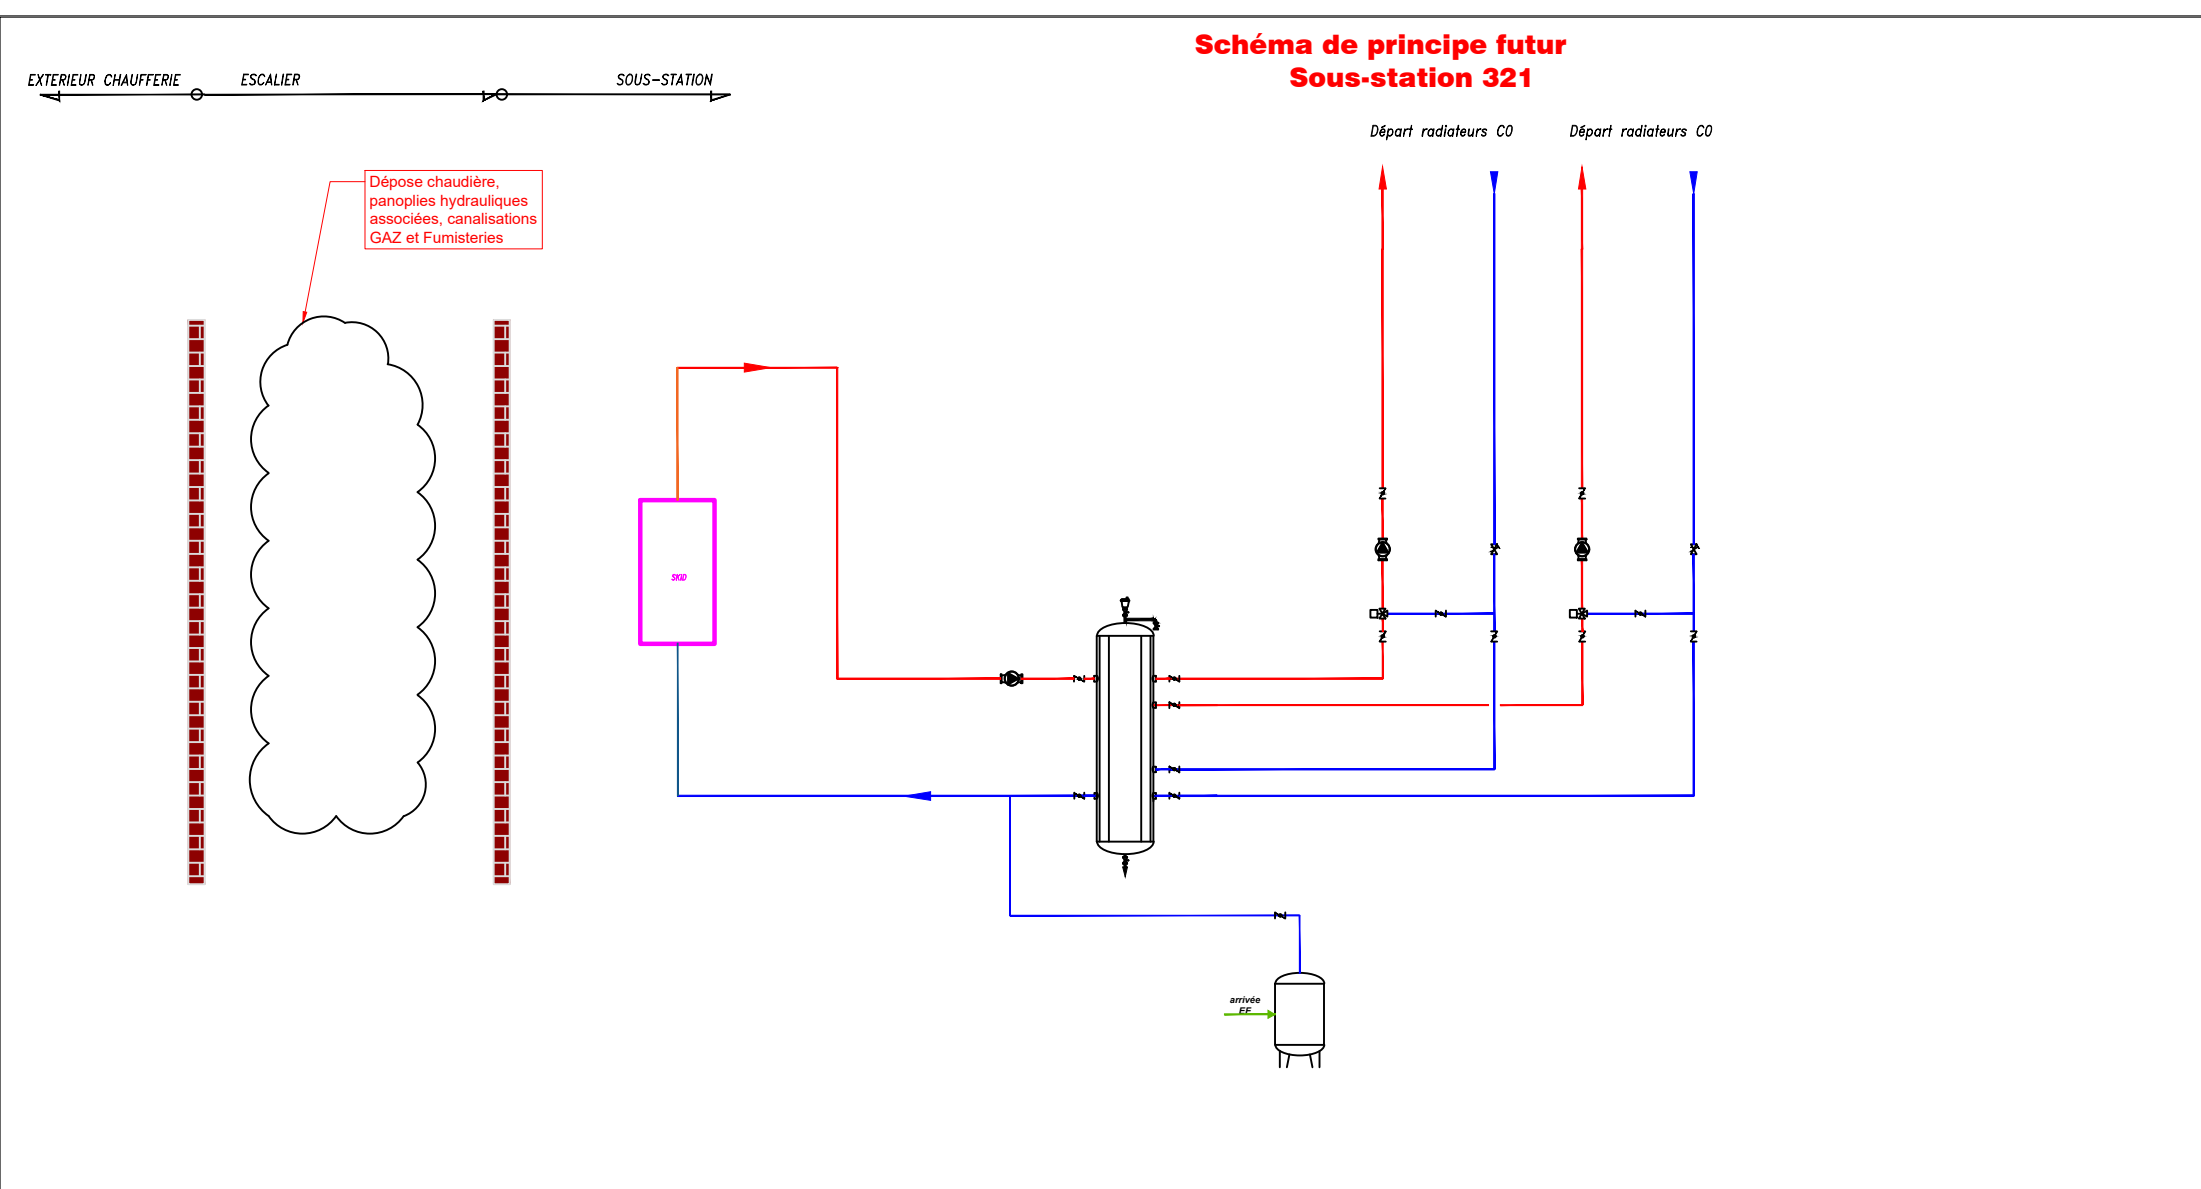 Schéma de principe futur
Sous-station 321
EXTERIEUR CHAUFFERIE
ESCALIER
SOUS-STATION
Départ radiateurs CO
Départ radiateurs CO
Dépose chaudière,
panoplies hydrauliques
associées, canalisations
GAZ et Fumisteries
SKID
arrivée
EF